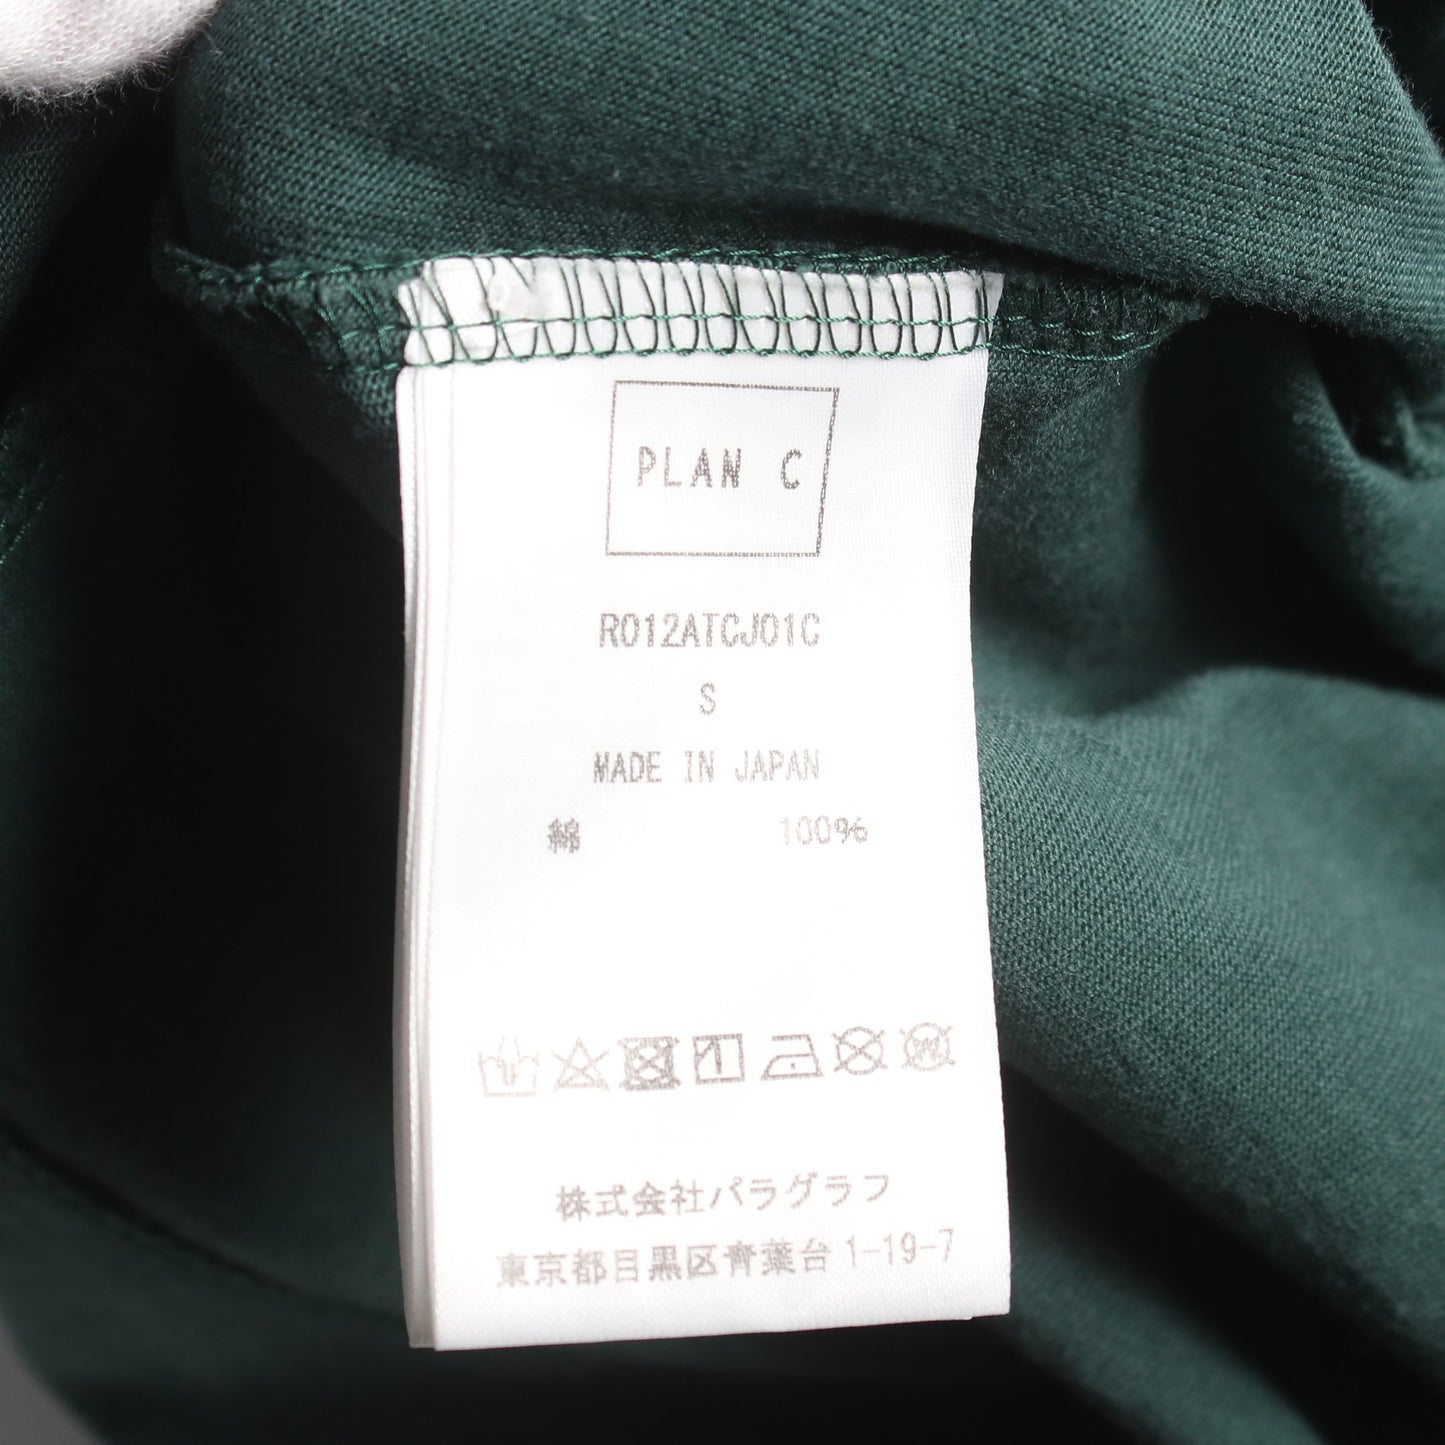 PLAN C
R012ATCJ01C
S
MADE IN JAPAN
綿 100%
株式会社パラグラフ
東京都目黒区青葉台1-19-7